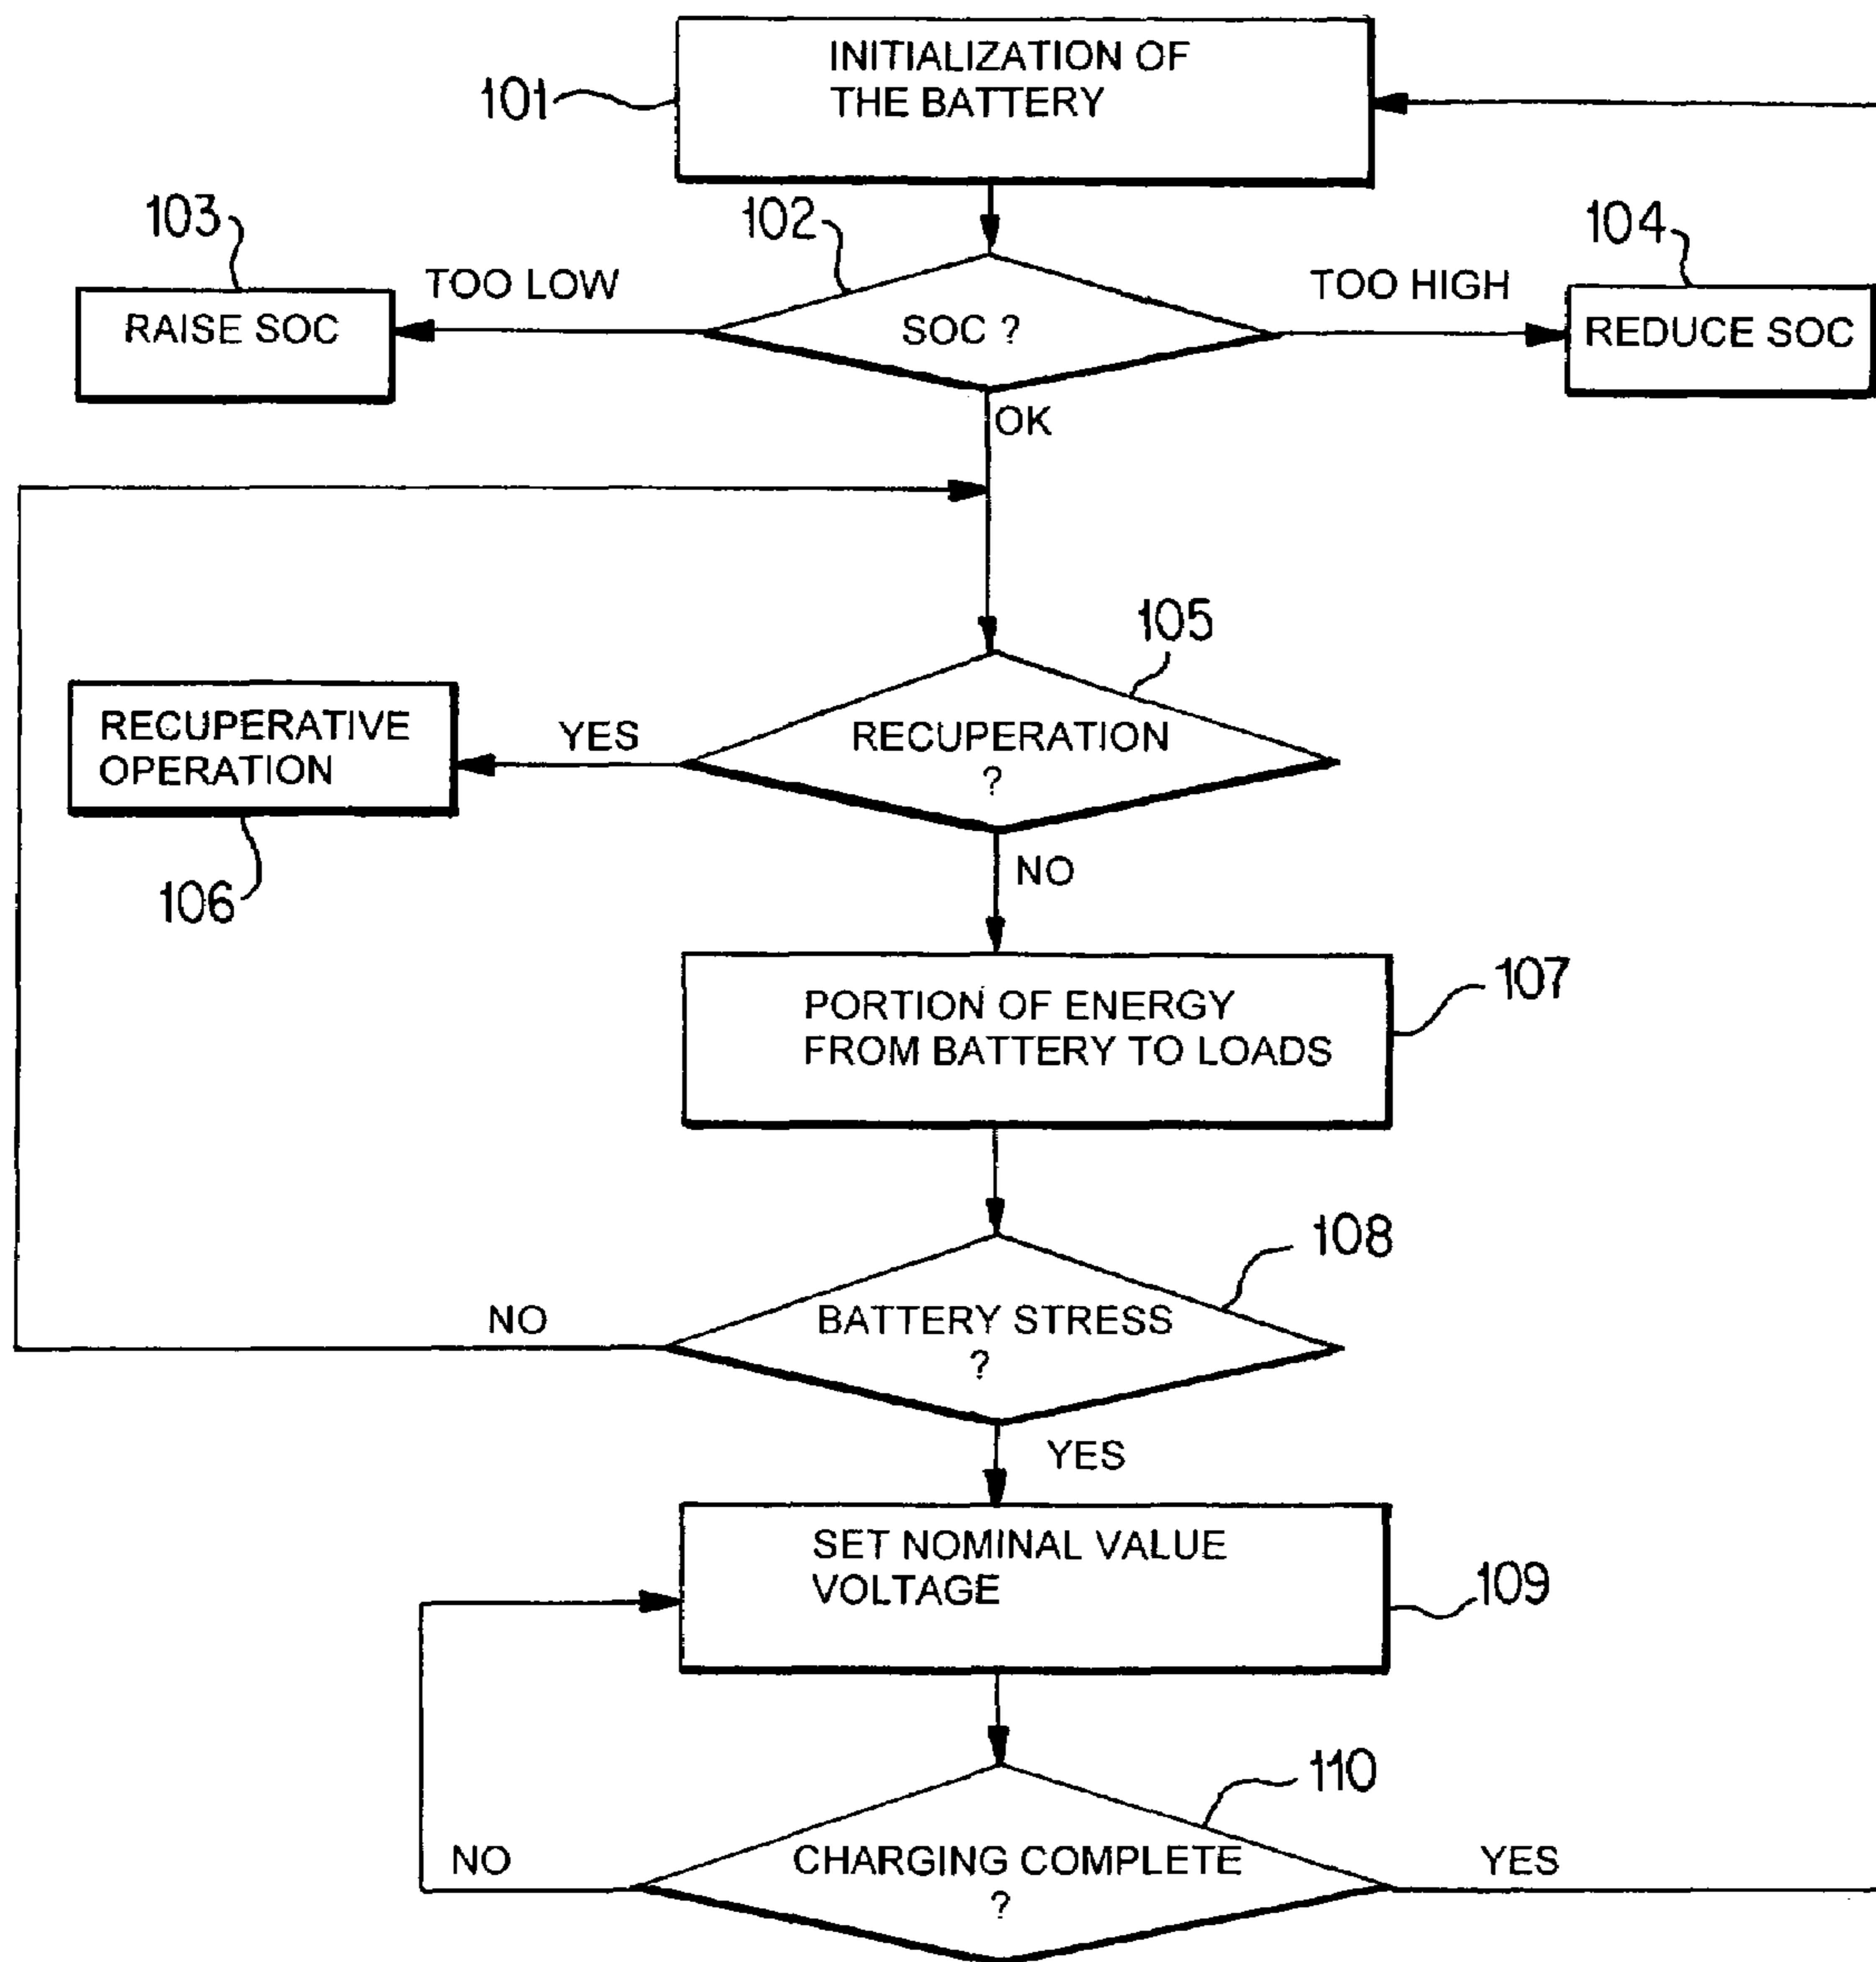 INITIALIZATION OF
THE BATTERY
101
103
102
104
TOO LOW
TOO HIGH
RAISE SOC
SOC ?
REDUCE SOC
OK
105
RECUPERATIVE
OPERATION
YES
RECUPERATION
?
106
NO
107
PORTION OF ENERGY
FROM BATTERY TO LOADS
108
NO
BATTERY STRESS
?
YES
SET NOMINAL VALUE
VOLTAGE
109
110
NO
CHARGING COMPLETE
?
YES